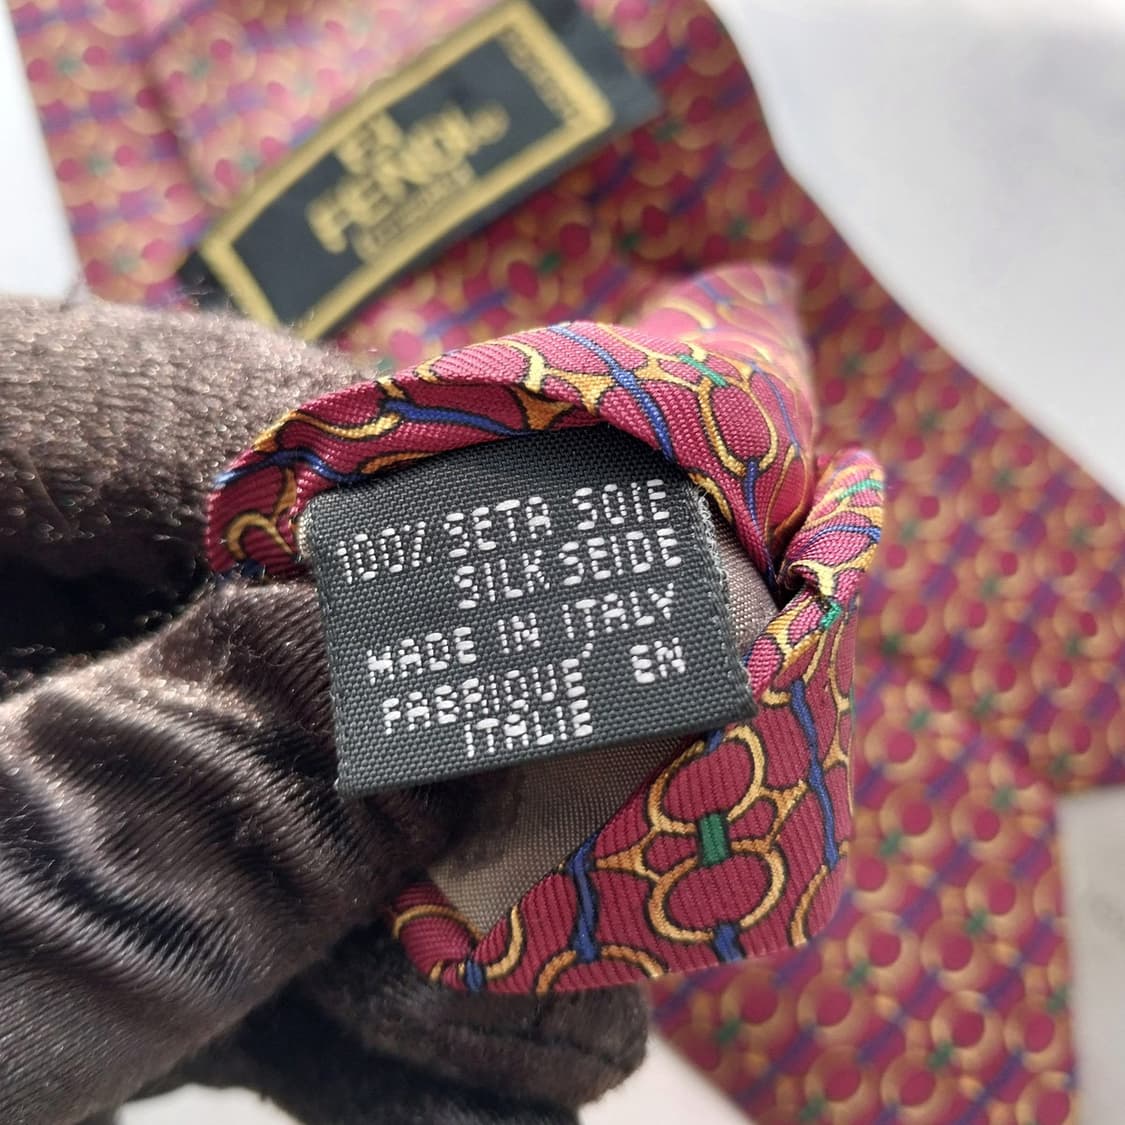 FENDI
100% SETA SOIE
SILK SEIDE
MADE IN ITALY
FABRIQUÉ EN
ITALIE